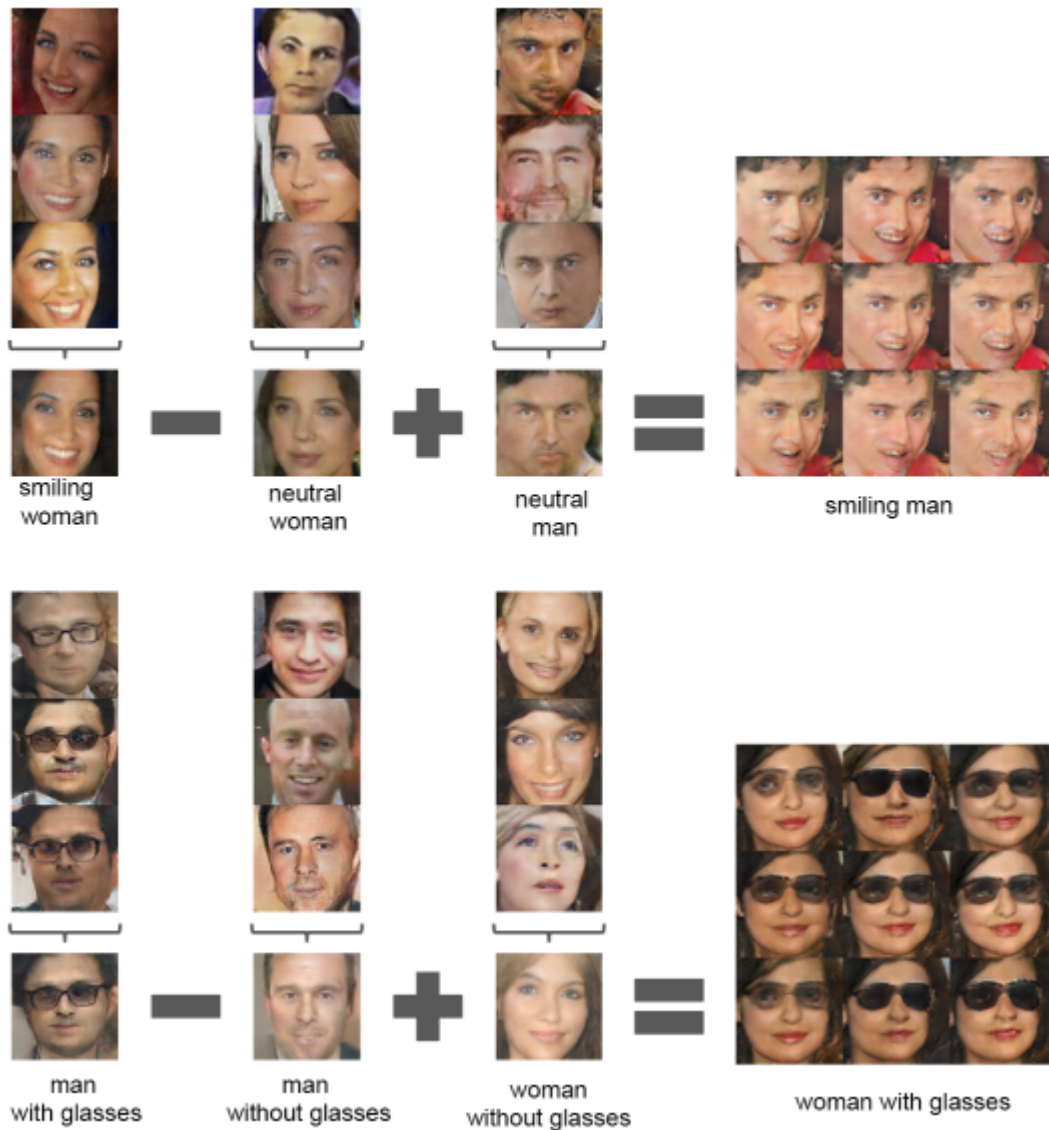 smiling
woman
neutral
woman
neutral
man
smiling man
man
with glasses
man
without glasses
woman
without glasses
woman with glasses